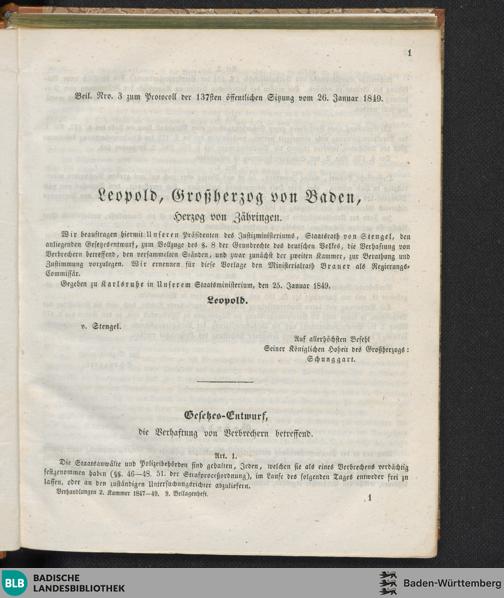 1
Beil. Nro. 3 zum Protocoll der 137sten öffentlichen Sitzung vom 26. Januar 1849.
Leopold, Großherzog von Baden,
Herzog von Zähringen.
Wir beauftragen hiermit Unseren Präsidenten des Justizministeriums, Staatsrath von Stengel, den
anliegenden Gesetzesentwurf, zum Vollzuge des §. 8 der Grundrechte des deutschen Volkes, die Verhaftung von
Verbrechern betreffend, den versammelten Ständen, und zwar zunächst der zweiten Kammer, zur Berathung und
Zustimmung vorzulegen. Wir ernennen für diese Vorlage den Ministerialrath Brauer als Regierungs-
Commissär.
Gegeben zu Karlsruhe in Unserem Staatsministerium, den 25. Januar 1849.
Leopold.
v. Stengel.
Auf allerhöchsten Befehl
Seiner Königlichen Hoheit des Großherzogs:
Schunggart.
Gesetzes-Entwurf,
die Verhaftung von Verbrechern betreffend.
Art. 1.
Die Staatsanwälte und Polizeibehörden sind gehalten, Jeden, welchen sie als eines Verbrechens verdächtig
festgenommen haben (§§. 46—48. 51. der Strafprozeßordnung), im Laufe des folgenden Tages entweder frei zu
lassen, oder an den zuständigen Untersuchungsrichter abzuliefern.
Verhandlungen 2. Kammer 1847—49. 9. Beilagenheft.
1
BLB BADISCHE
LANDESBIBLIOTHEK
Baden-Württemberg